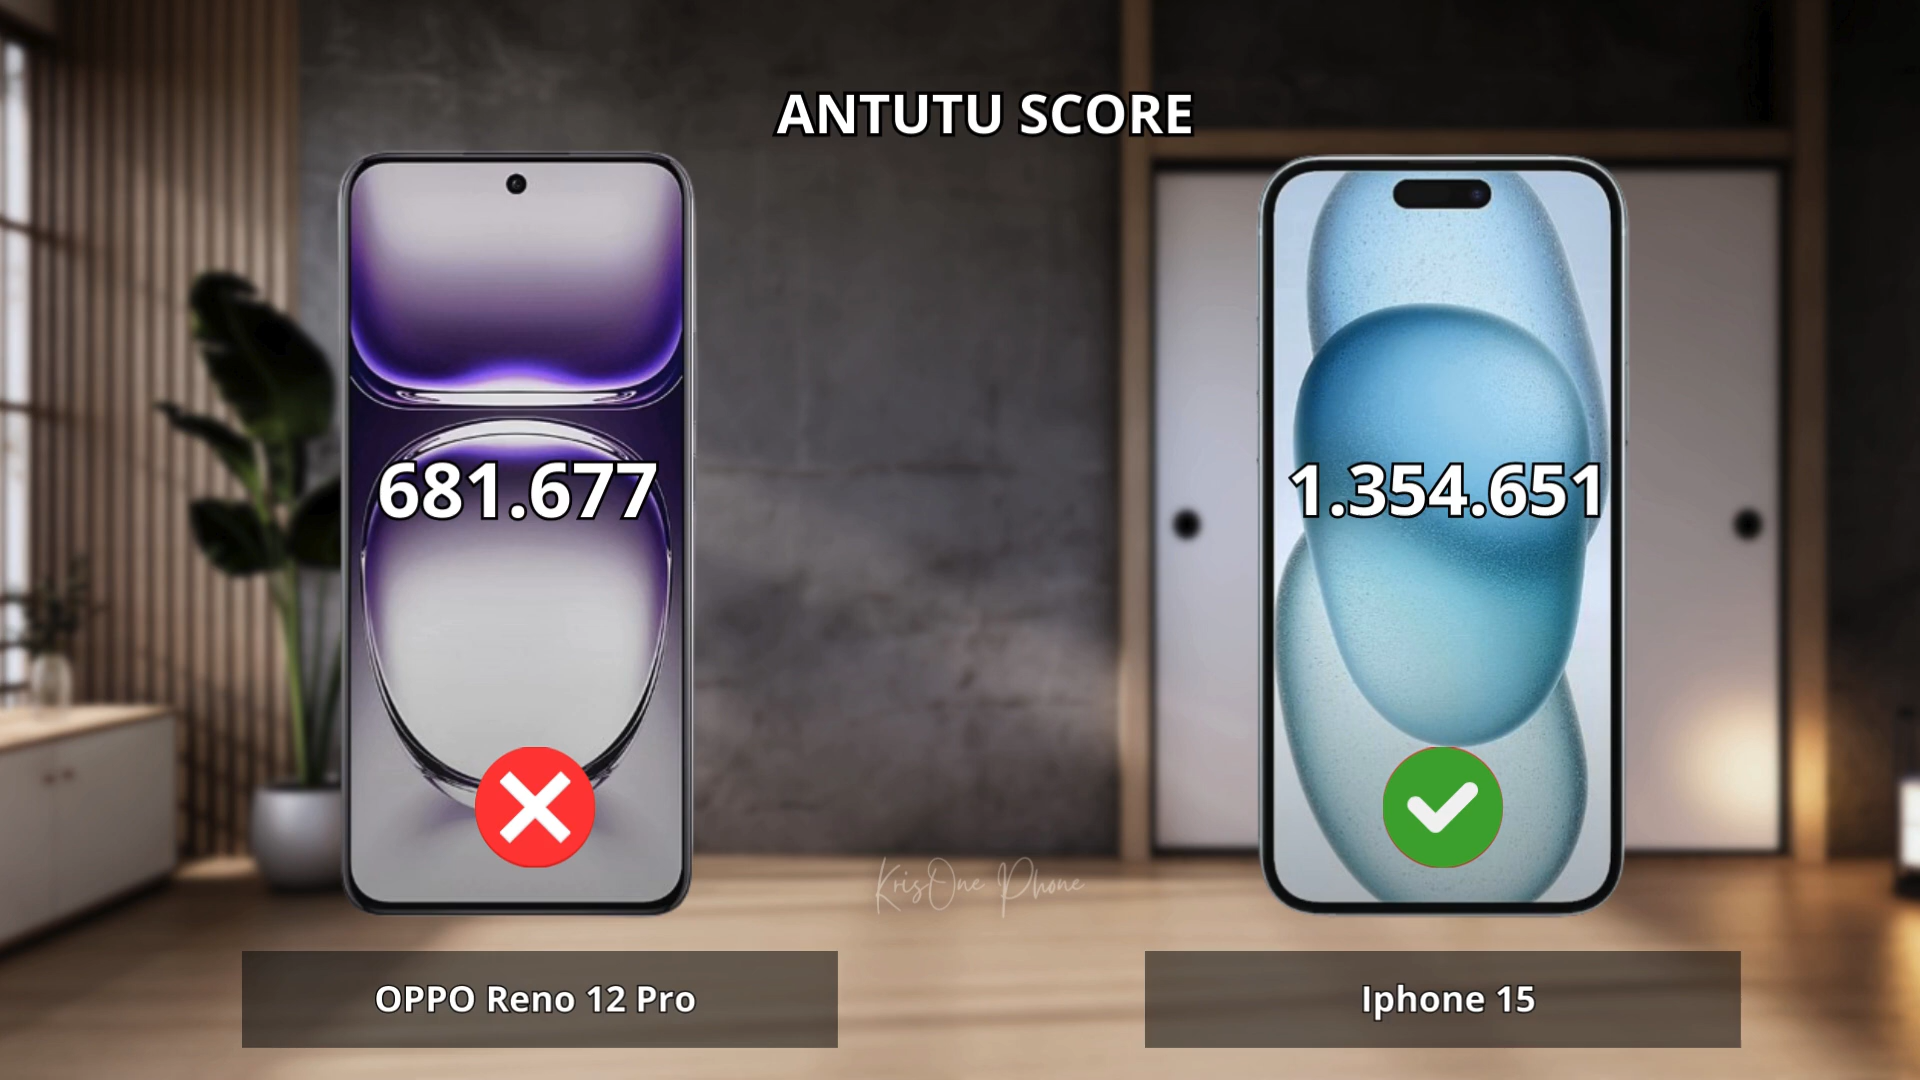 ANTUTU SCORE
681.677
1.354.651
KrisOne Phone
OPPO Reno 12 Pro
Iphone 15